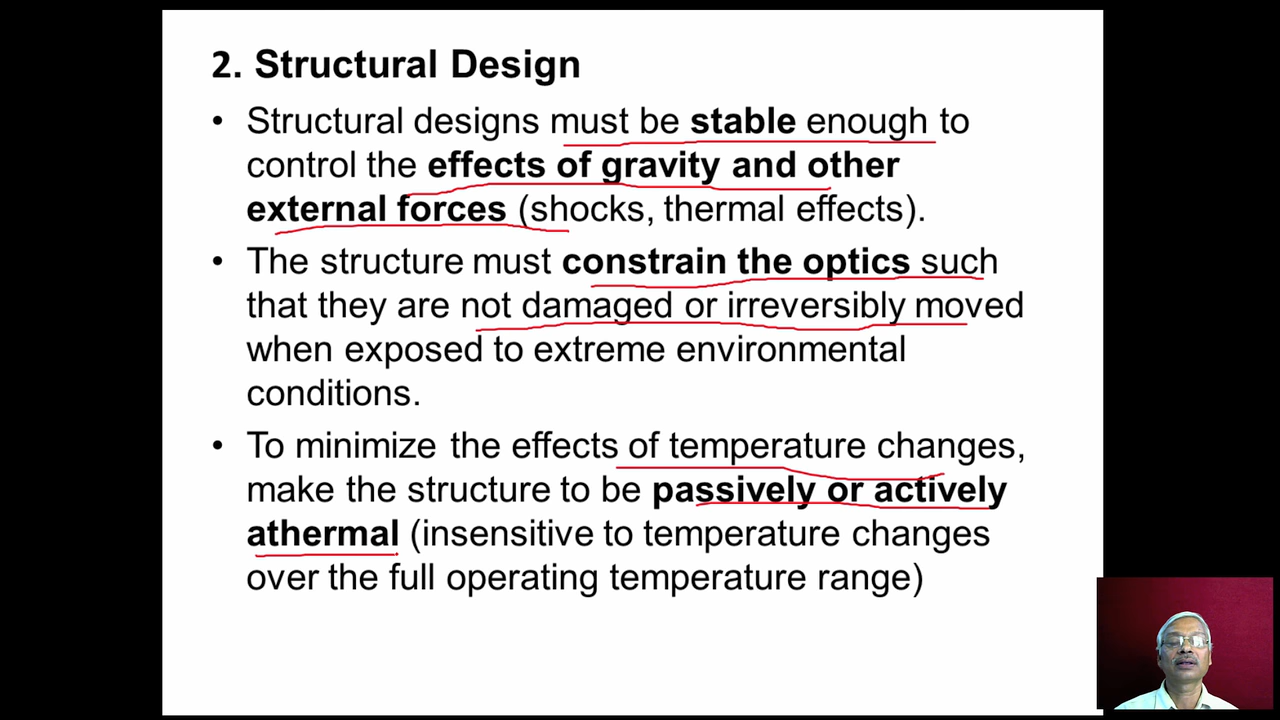 2. Structural Design
• Structural designs must be stable enough to
control the effects of gravity and other
external forces (shocks, thermal effects).
• The structure must constrain the optics such
that they are not damaged or irreversibly moved
when exposed to extreme environmental
conditions.
• To minimize the effects of temperature changes,
make the structure to be passively or actively
athermal (insensitive to temperature changes
over the full operating temperature range)